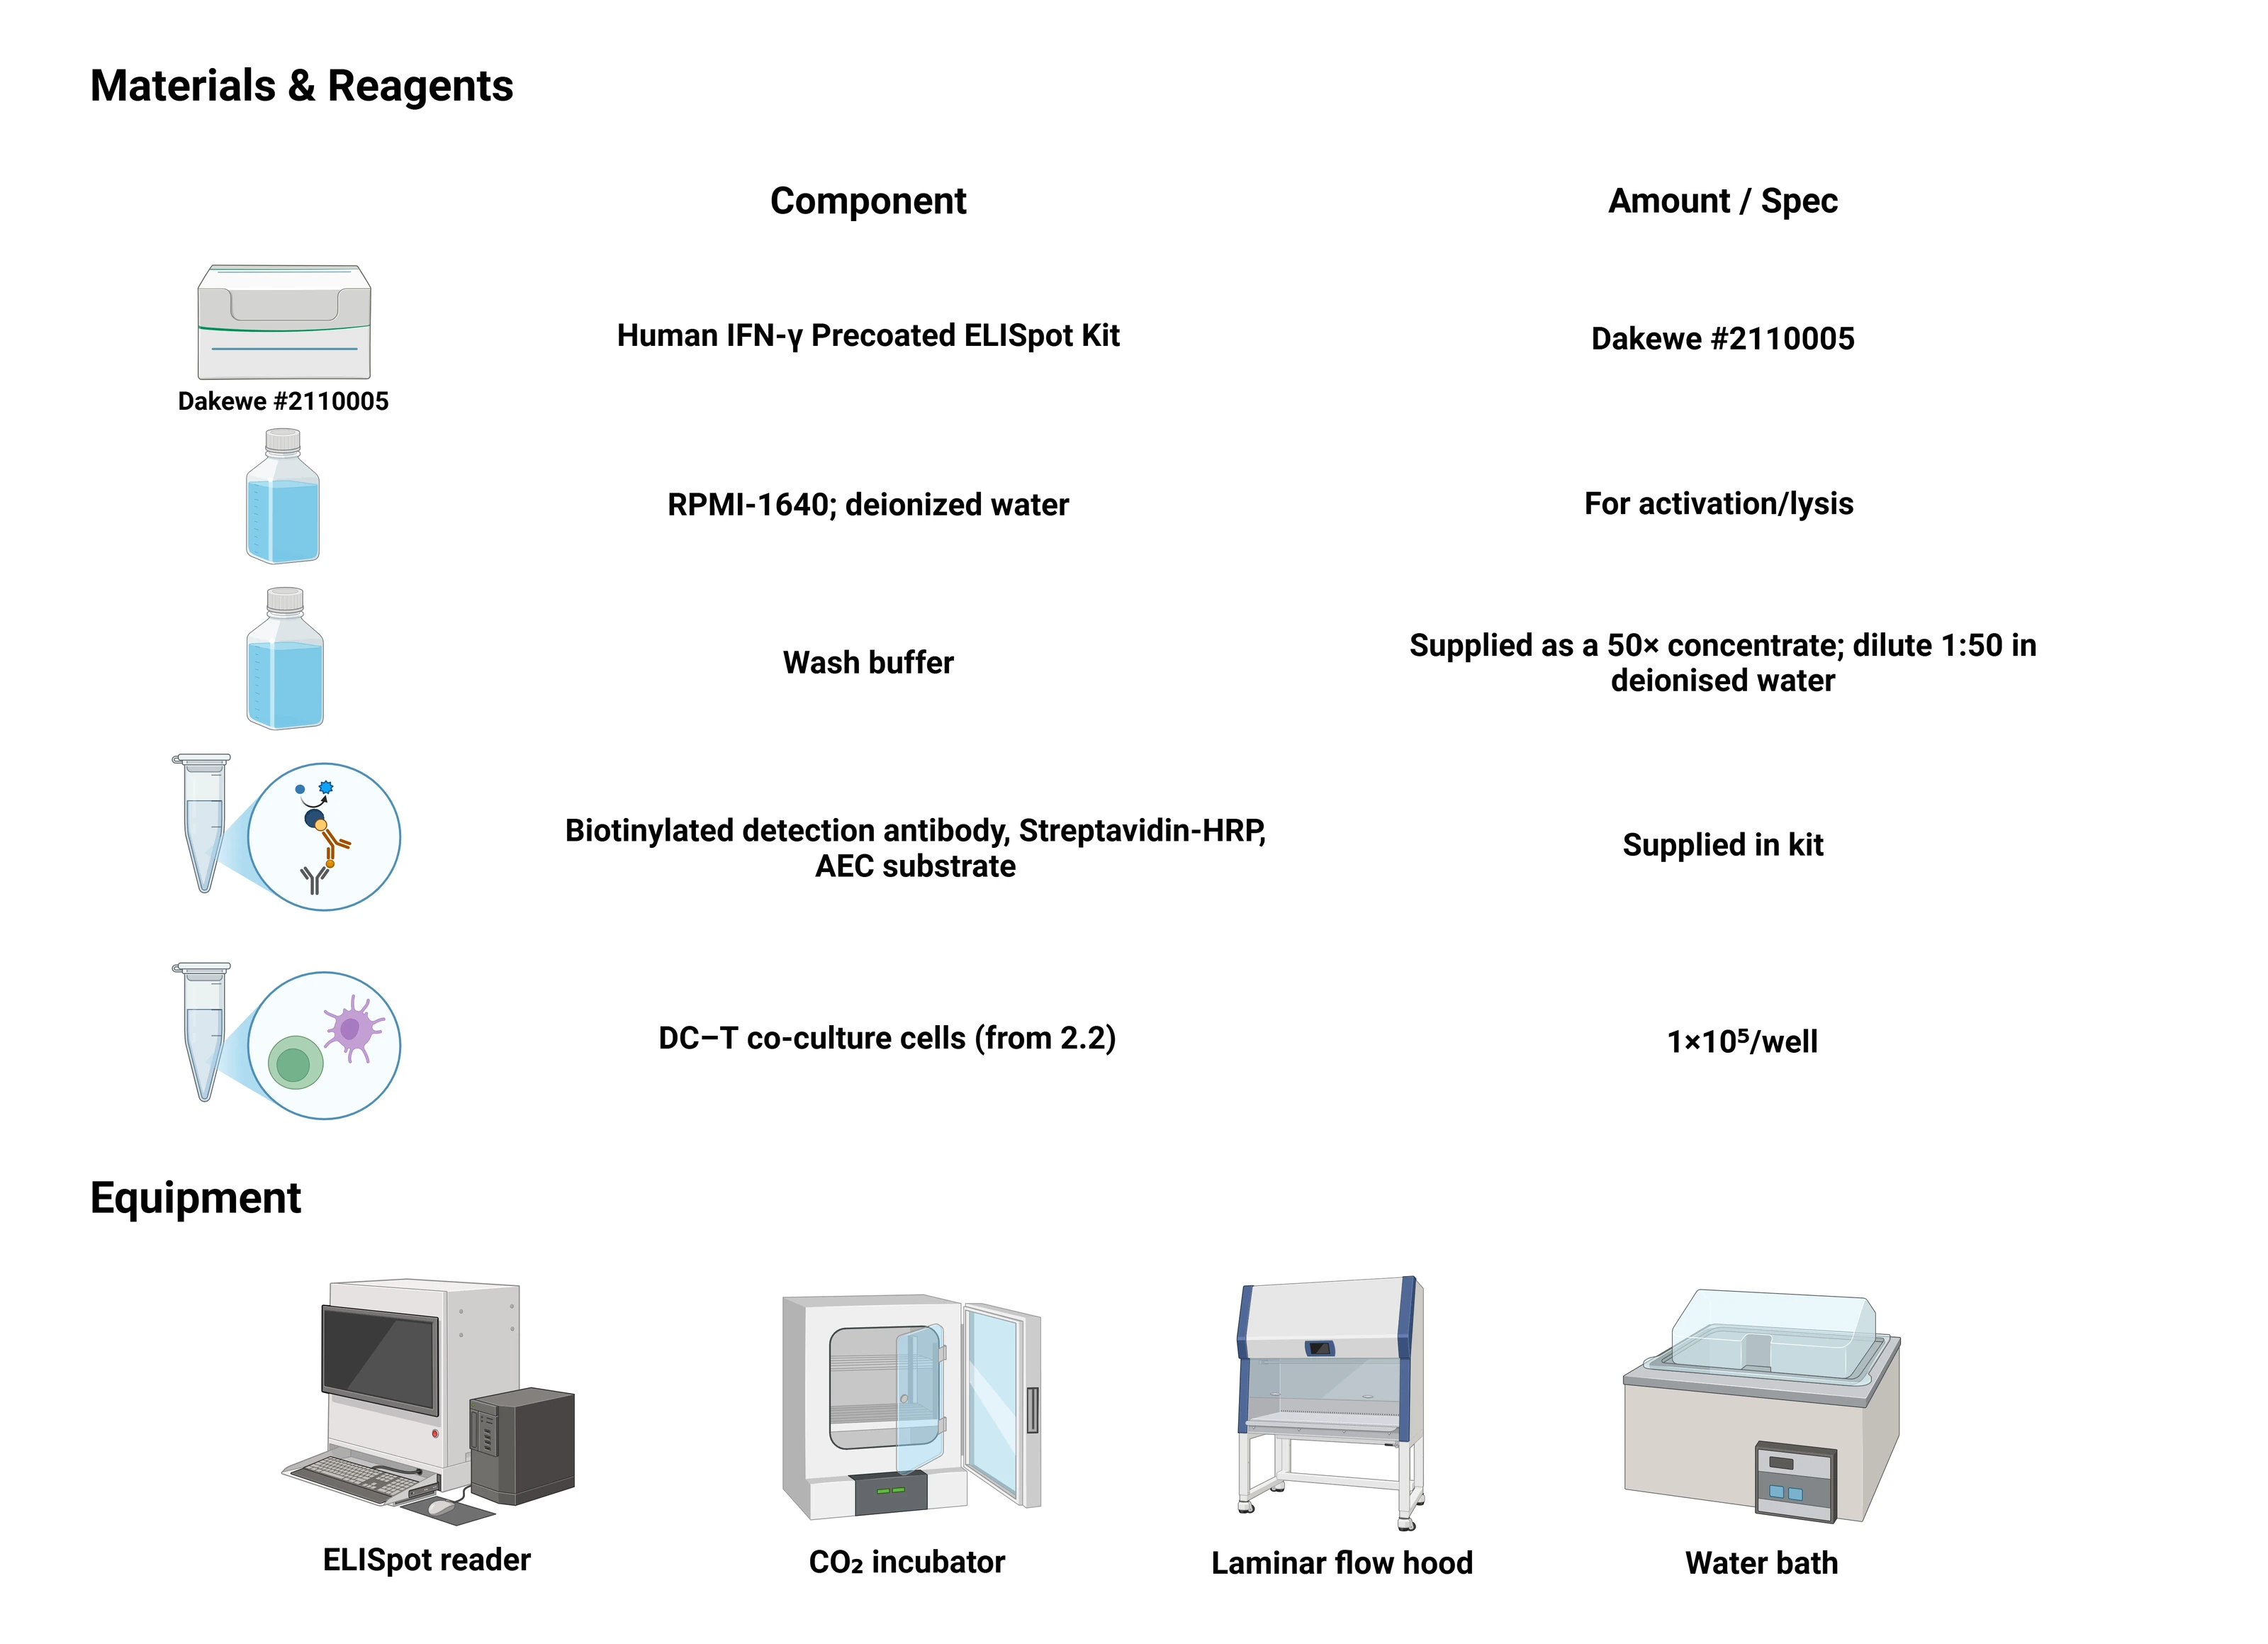 Materials & Reagents
Component
Amount / Spec
Human IFN-γ Precoated ELISpot Kit
Dakewe #2110005
Dakewe #2110005
RPMI-1640; deionized water
For activation/lysis
Wash buffer
Supplied as a 50× concentrate; dilute 1:50 in
deionised water
Biotinylated detection antibody, Streptavidin-HRP,
AEC substrate
Supplied in kit
DC–T co-culture cells (from 2.2)
1×10⁵/well
Equipment
ELISpot reader
CO₂ incubator
Laminar flow hood
Water bath